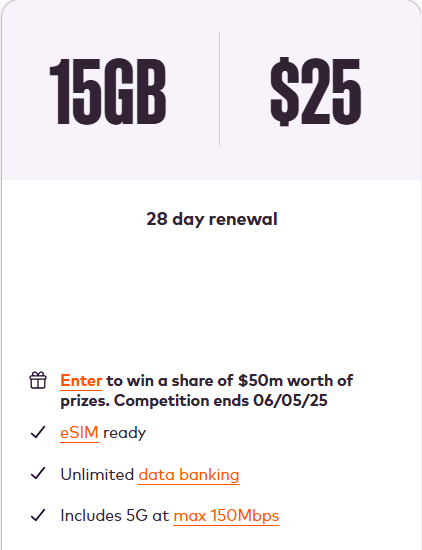 15GB
$25
28 day renewal
Enter to win a share of $50m worth of
prizes. Competition ends 06/05/25
eSIM ready
Unlimited data banking
Includes 5G at max 150Mbps